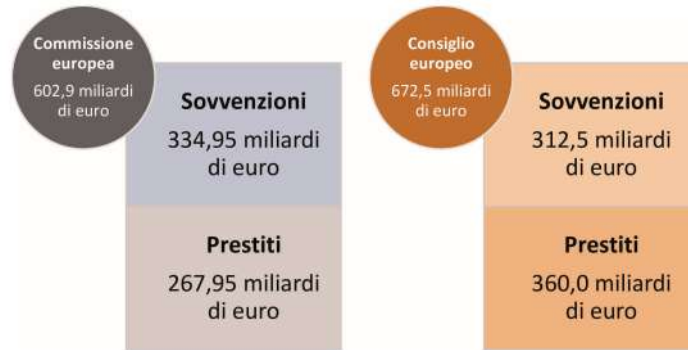 Commissione
europea
602,9 miliardi
di euro
Sovvenzioni
334,95 miliardi
di euro
Prestiti
267,95 miliardi
di euro
Consiglio
europeo
672,5 miliardi
di euro
Sovvenzioni
312,5 miliardi
di euro
Prestiti
360,0 miliardi
di euro